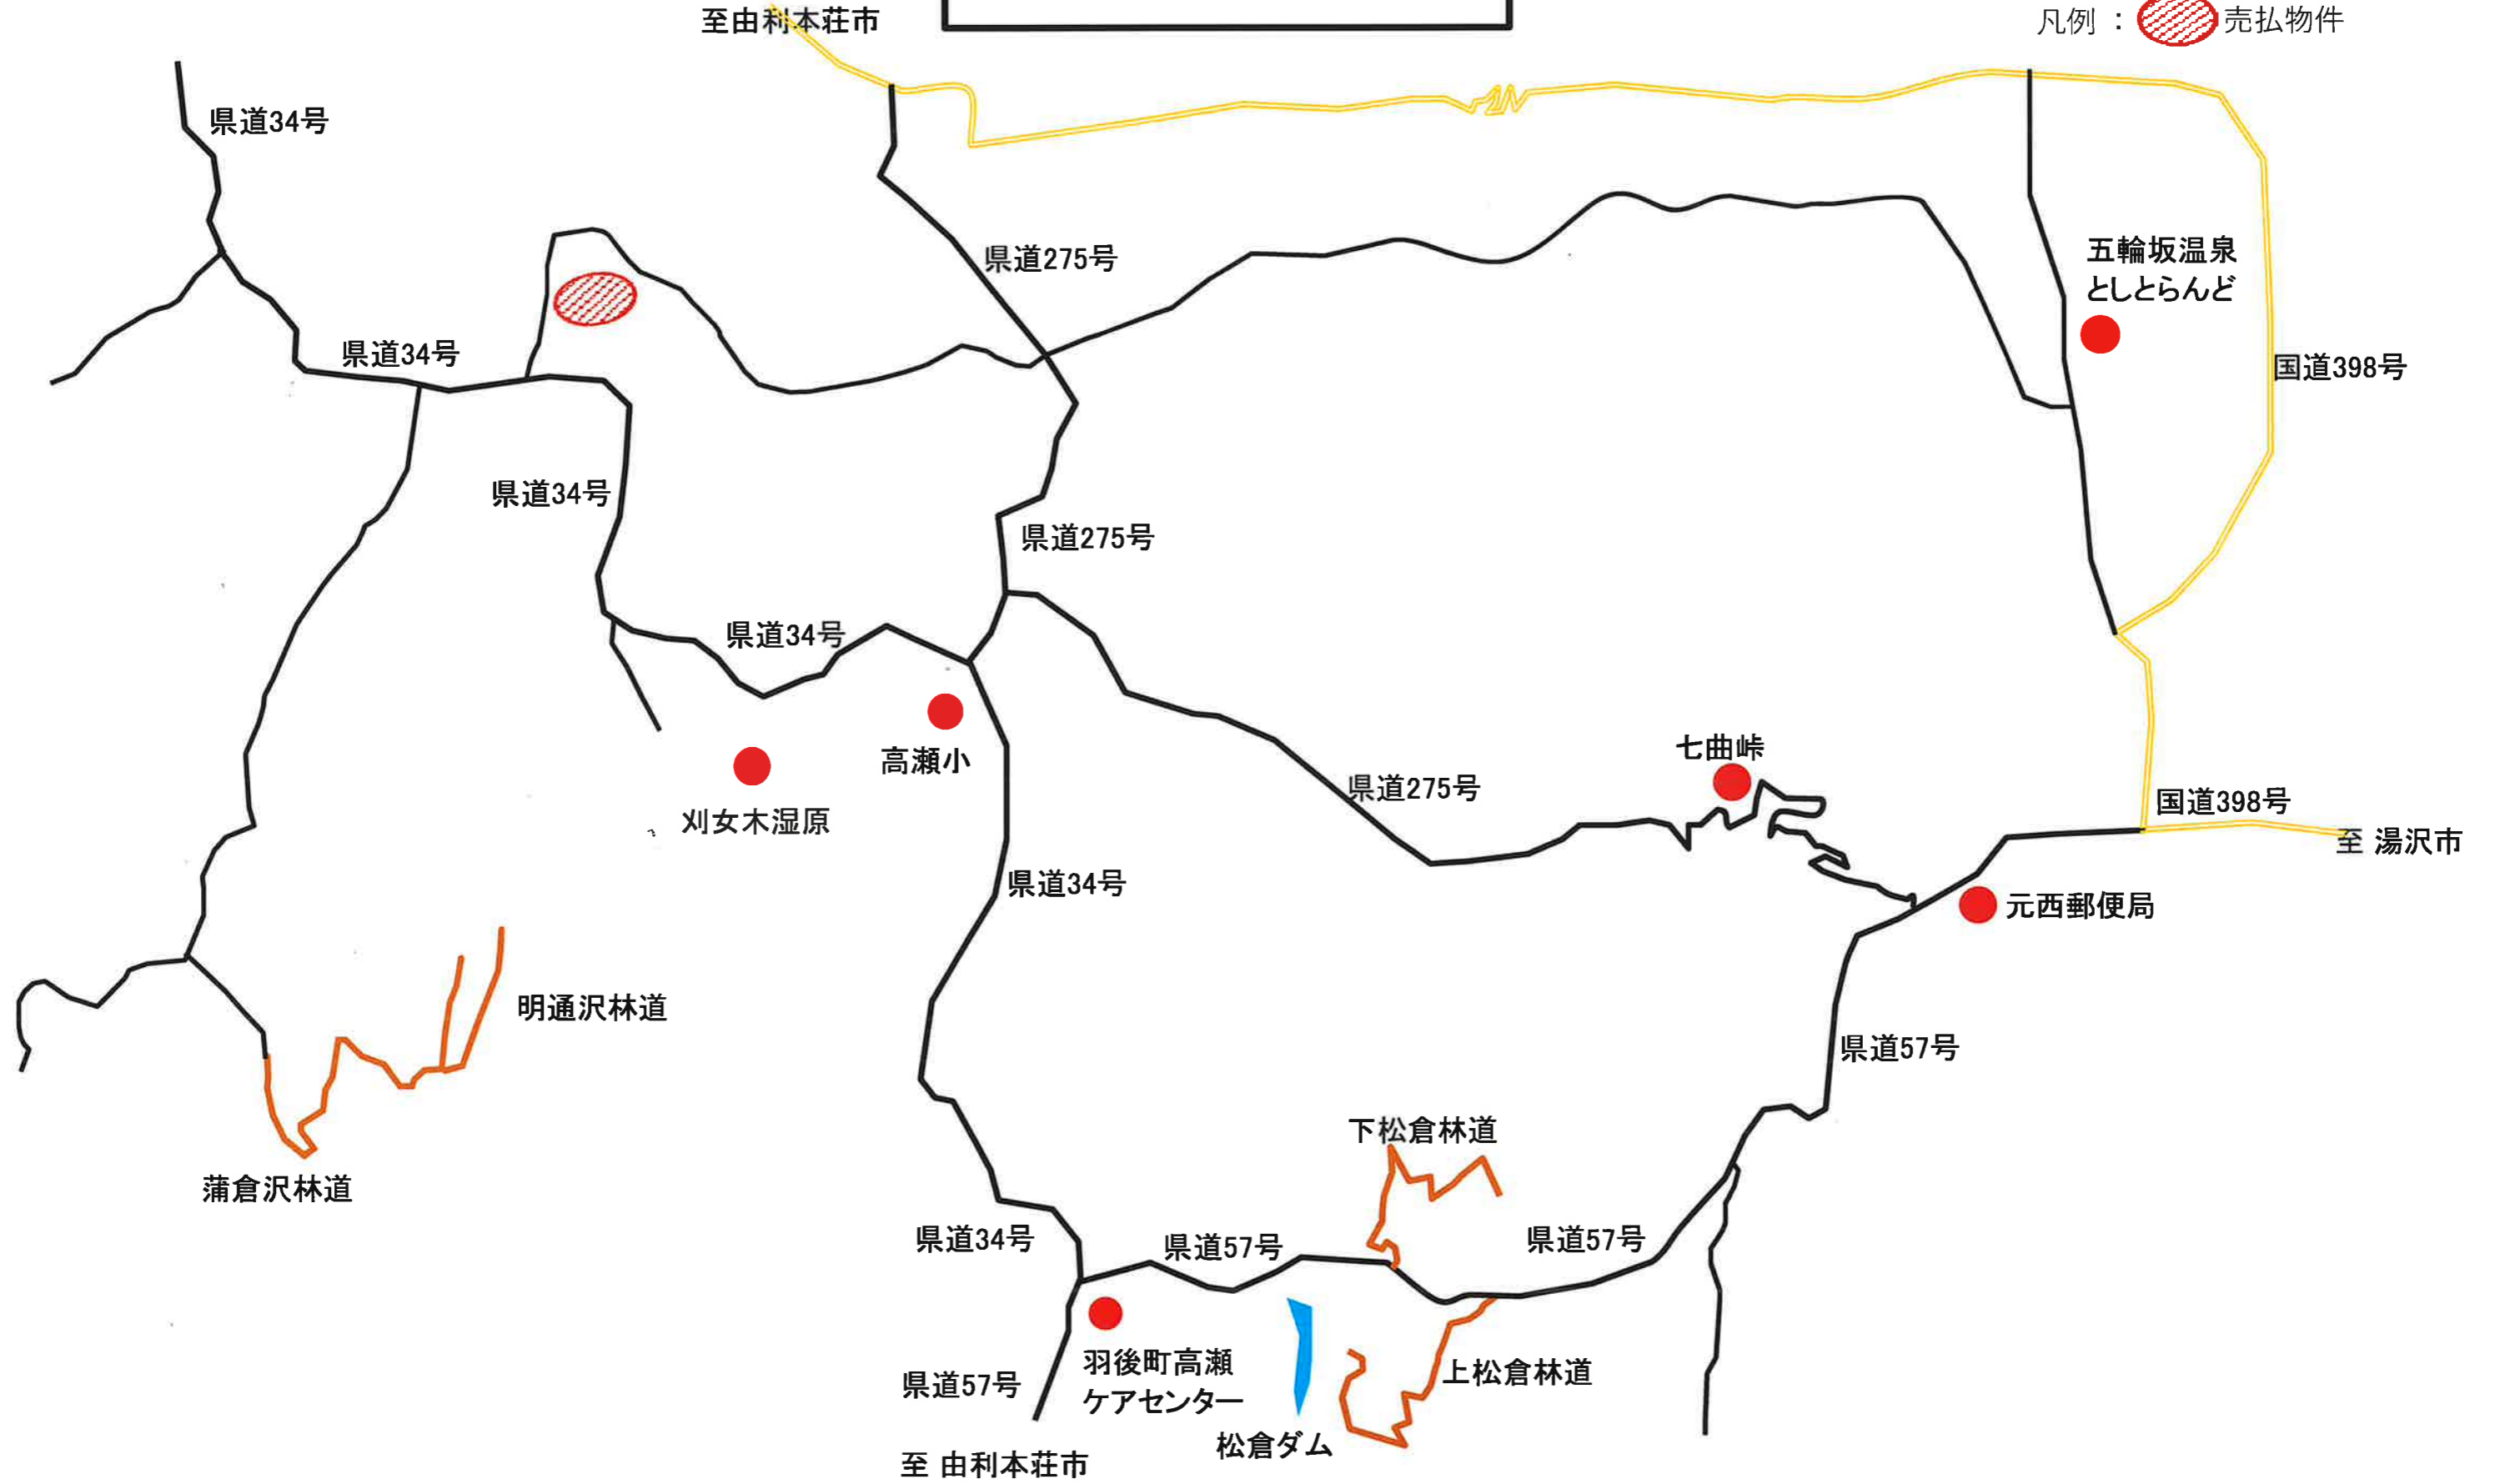 至由利本荘市
凡例 : 売払物件
県道34号
県道275号
五輪坂温泉
としとらんど
県道34号
国道398号
県道34号
県道275号
県道34号
高瀬小
七曲峠
県道275号
国道398号
刈女木湿原
至 湯沢市
県道34号
元西郵便局
明通沢林道
県道57号
下松倉林道
蒲倉沢林道
県道34号
県道57号
県道57号
羽後町高瀬
ケアセンター
上松倉林道
県道57号
松倉ダム
至 由利本荘市